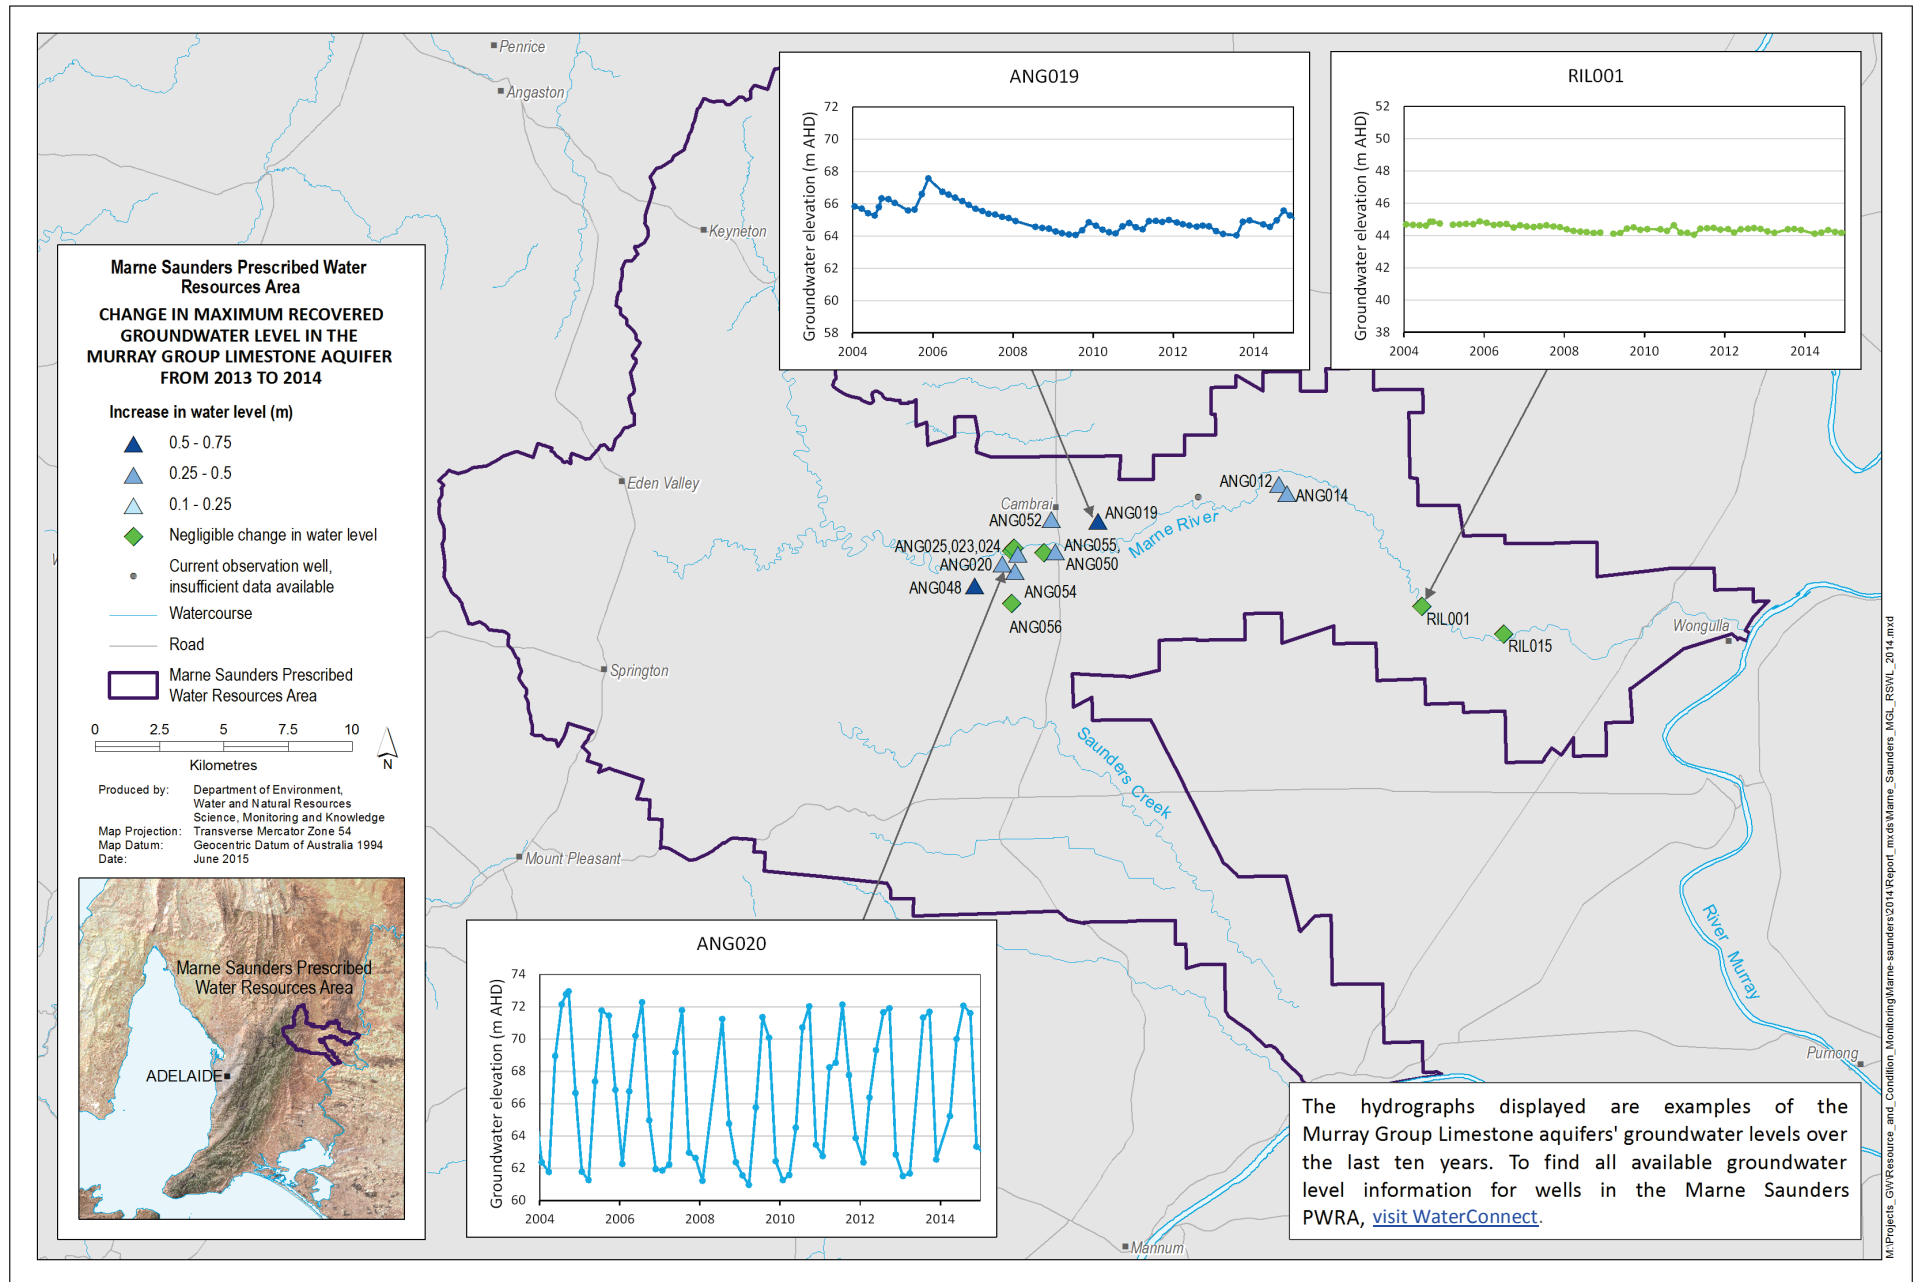 Penrice
Angaston
Keyneton
Eden Valley
Springton
Mount Pleasant
Cambrai
Wongulla
Purnong
Mannum
Marne River
Saunders Creek
River Murray
Marne Saunders Prescribed Water
Resources Area
CHANGE IN MAXIMUM RECOVERED
GROUNDWATER LEVEL IN THE
MURRAY GROUP LIMESTONE AQUIFER
FROM 2013 TO 2014
Increase in water level (m)
0.5 - 0.75
0.25 - 0.5
0.1 - 0.25
Negligible change in water level
Current observation well,
insufficient data available
Watercourse
Road
Marne Saunders Prescribed
Water Resources Area
0 2.5 5 7.5 10
Kilometres
N
Produced by: Department of Environment,
Water and Natural Resources
Science, Monitoring and Knowledge
Map Projection: Transverse Mercator Zone 54
Map Datum: Geocentric Datum of Australia 1994
Date: June 2015
Marne Saunders Prescribed
Water Resources Area
ADELAIDE
ANG019
Groundwater elevation (m AHD)
72
70
68
66
64
62
60
58
2004 2006 2008 2010 2012 2014
RIL001
Groundwater elevation (m AHD)
52
50
48
46
44
42
40
38
2004 2006 2008 2010 2012 2014
ANG012
ANG014
ANG019
ANG052
ANG025,023,024
ANG055,
ANG050
ANG020
ANG048
ANG054
ANG056
RIL001
RIL015
ANG020
Groundwater elevation (m AHD)
74
72
70
68
66
64
62
60
2004 2006 2008 2010 2012 2014
The hydrographs displayed are examples of the
Murray Group Limestone aquifers' groundwater levels over
the last ten years. To find all available groundwater
level information for wells in the Marne Saunders
PWRA, visit WaterConnect.
M:\Projects_GW\Resource_and_Condition_Monitoring\Marne-saunders\2014\Report_mxds\Marne_Saunders_MGL_RSWL_2014.mxd